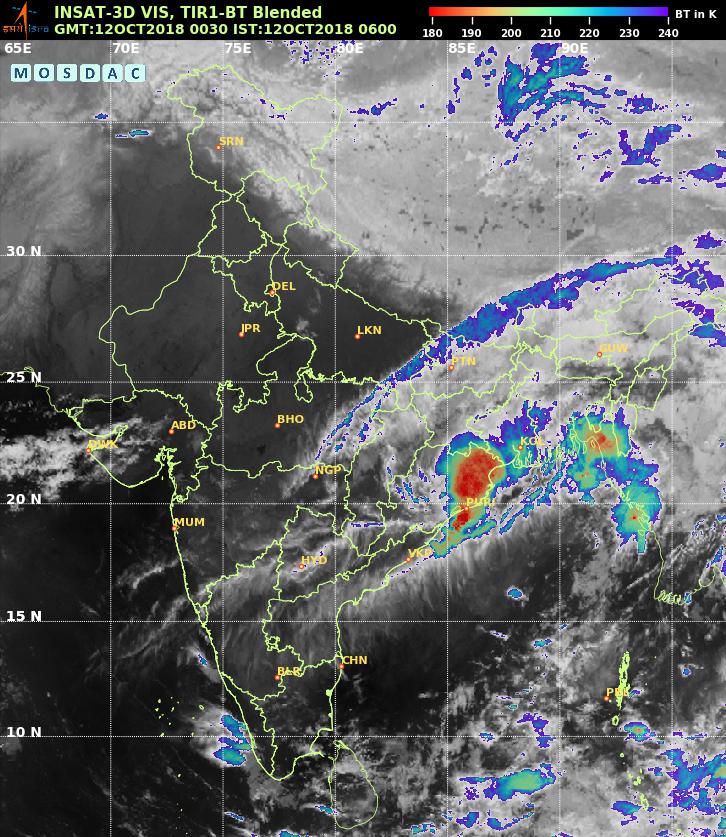 INSAT-3D VIS, TIR1-BT Blended
GMT:12OCT2018 0030 IST:12OCT2018 0600
BT in K
180 190 200 210 220 230 240
65E 70E 75E 80E 85E 90E
MOSDAC
SRN
30 N
DEL
JPR LKN
GUW
PTN
25 N
ABD BHO
DWK KOL
NGP
20 N PURI
MUM
VKP
HYD
15 N
CHN
BLR
PBL
10 N